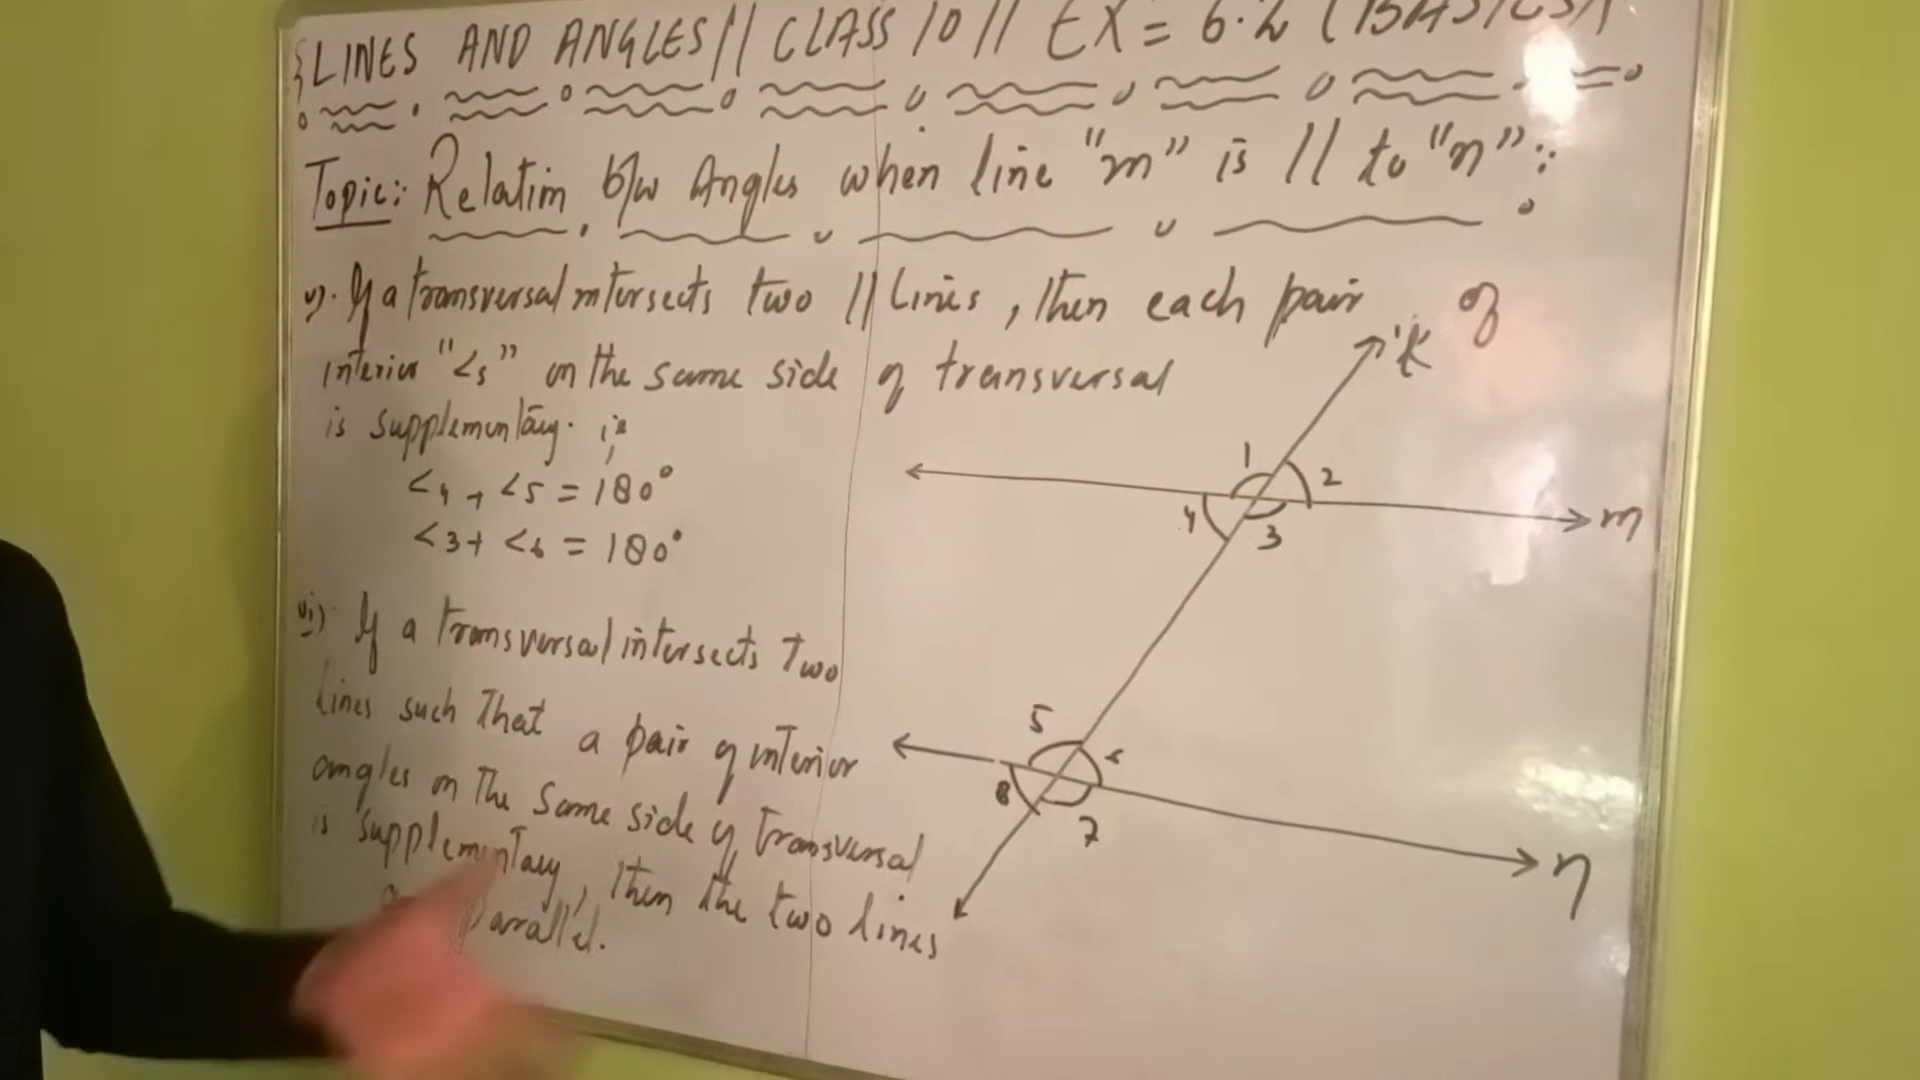 LINES AND ANGLES // CLASS 10 // EX = 6.2 (BASICS)
Topic: Relation b/w Angles when line "m" is // to "n":
v). If a transversal intersects two // Lines, then each pair of
interior "<s" on the same side of transversal
is supplementary. ie,
<4 + <5 = 180°
<3 + <6 = 180°
vi) If a transversal intersects two
lines such that a pair of interior
angles on the same side of transversal
is supplementary, then the two lines
parallel.
k
1
2
m
4
3
5
6
8
7
n